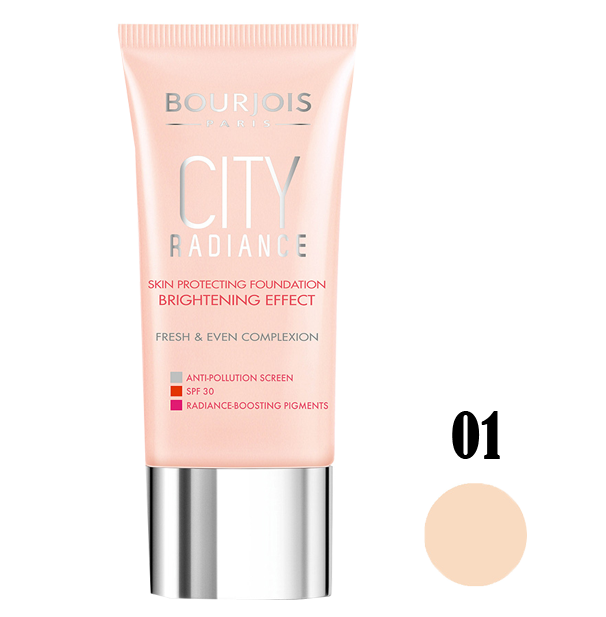 BOURJOIS
PARIS
CITY
RADIANCE
SKIN PROTECTING FOUNDATION
BRIGHTENING EFFECT
FRESH & EVEN COMPLEXION
ANTI-POLLUTION SCREEN
SPF 30
RADIANCE-BOOSTING PIGMENTS
01